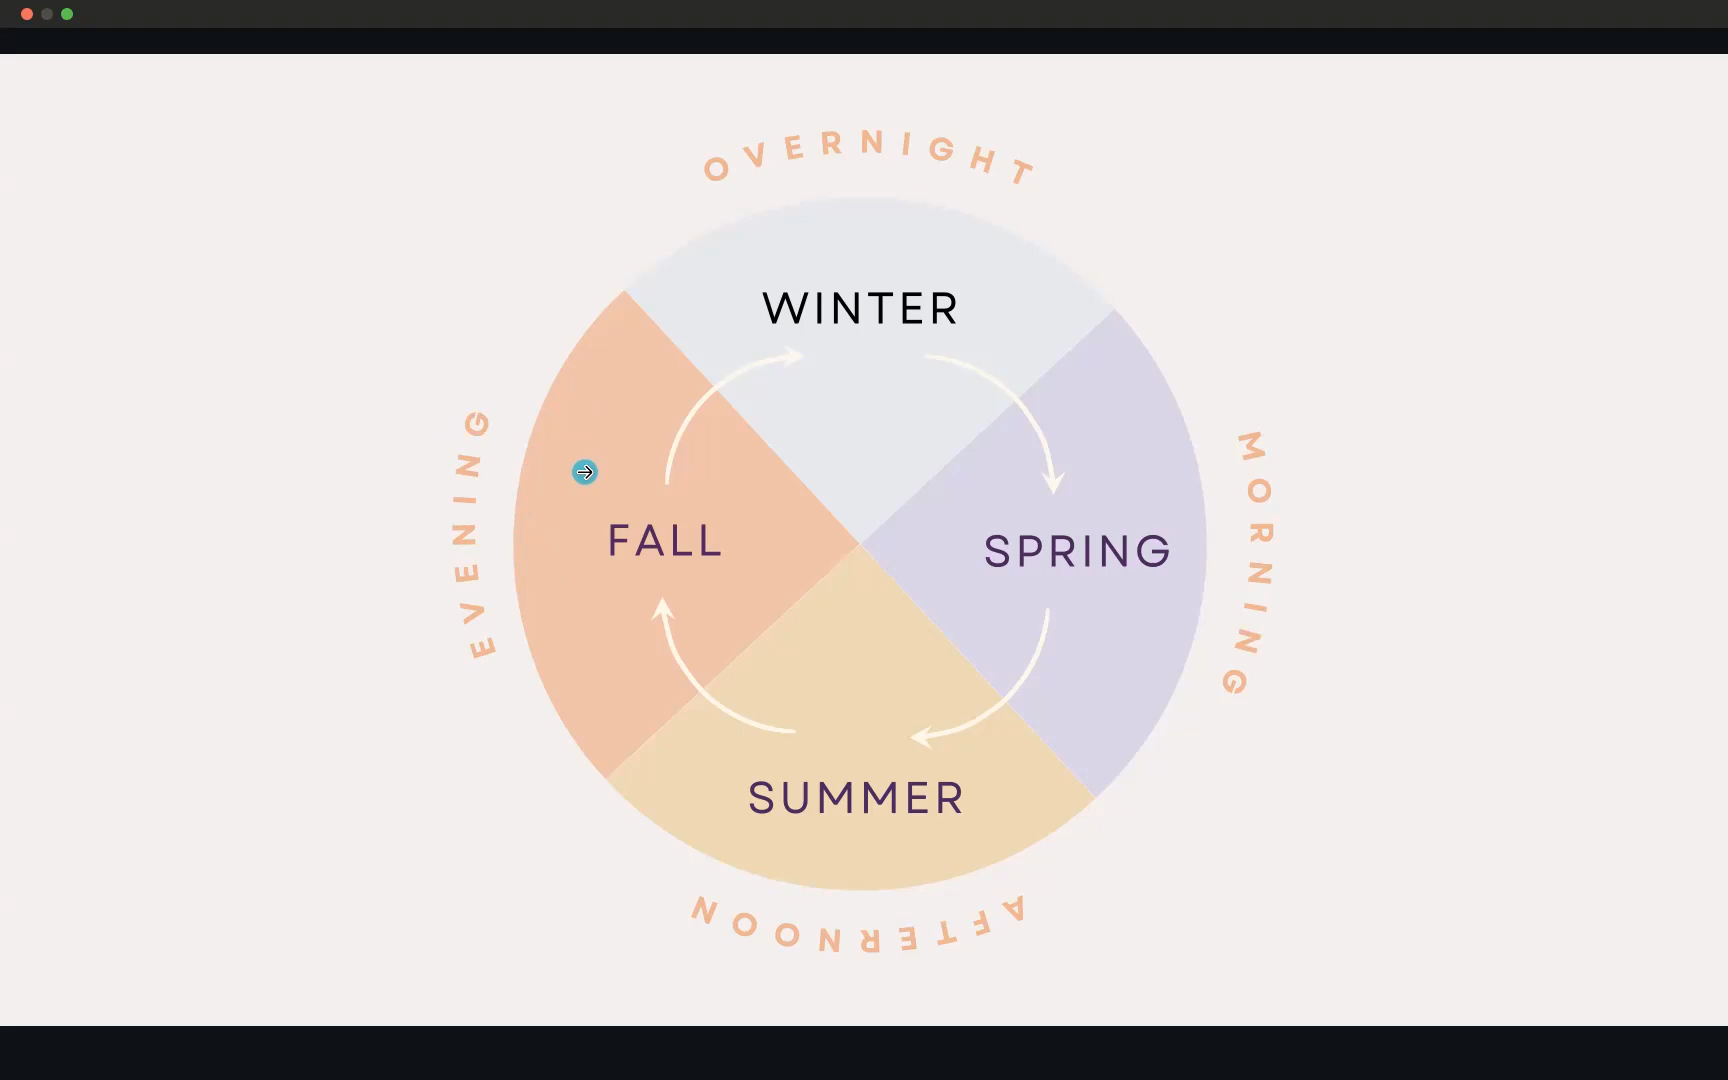 OVERNIGHT
WINTER
EVENING
FALL
SPRING
MORNING
SUMMER
AFTERNOON